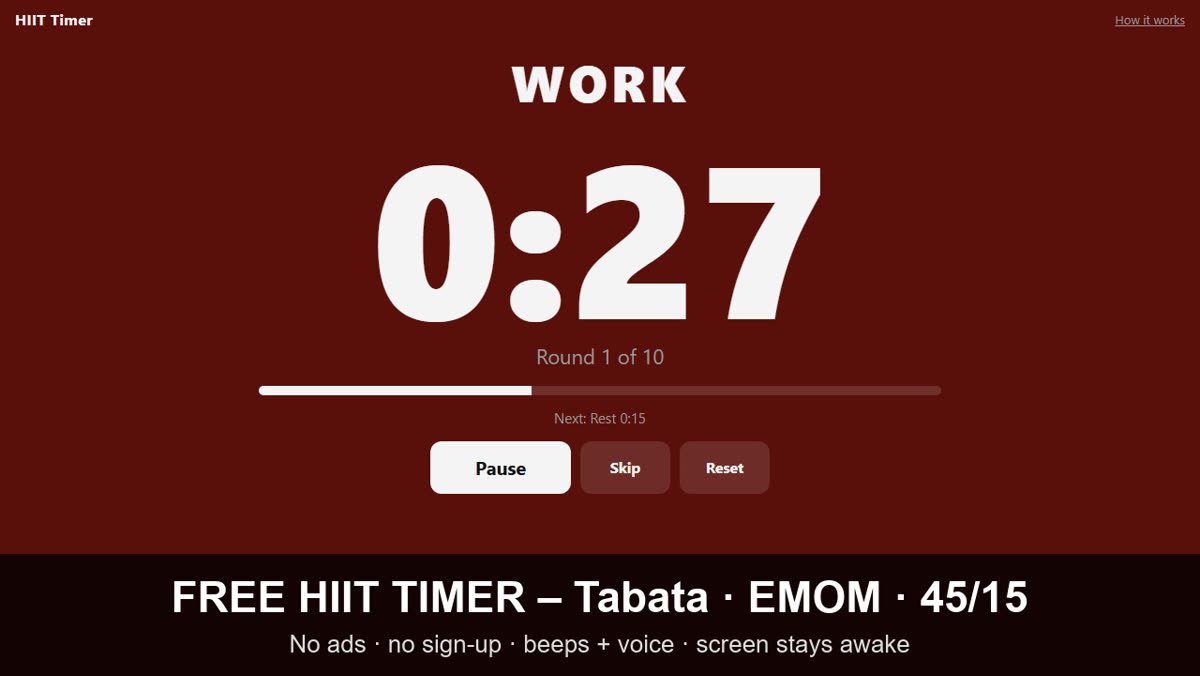 HIIT Timer
How it works
WORK
0:27
Round 1 of 10
Next: Rest 0:15
Pause
Skip
Reset
FREE HIIT TIMER – Tabata · EMOM · 45/15
No ads · no sign-up · beeps + voice · screen stays awake